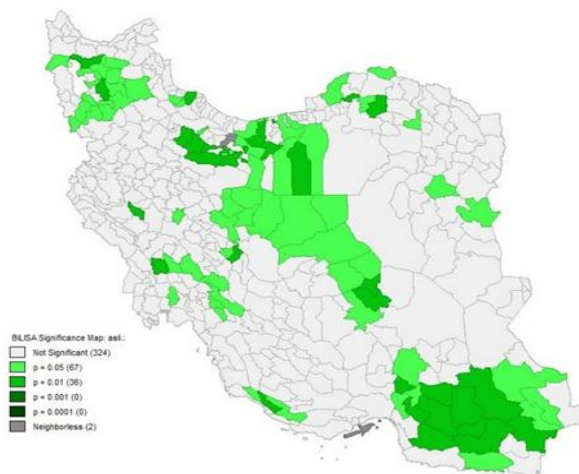 BiLISA Significance Map: asli.:
Not Significant (324)
p = 0.05 (67)
p = 0.01 (36)
p = 0.001 (0)
p = 0.0001 (0)
Neighborless (2)